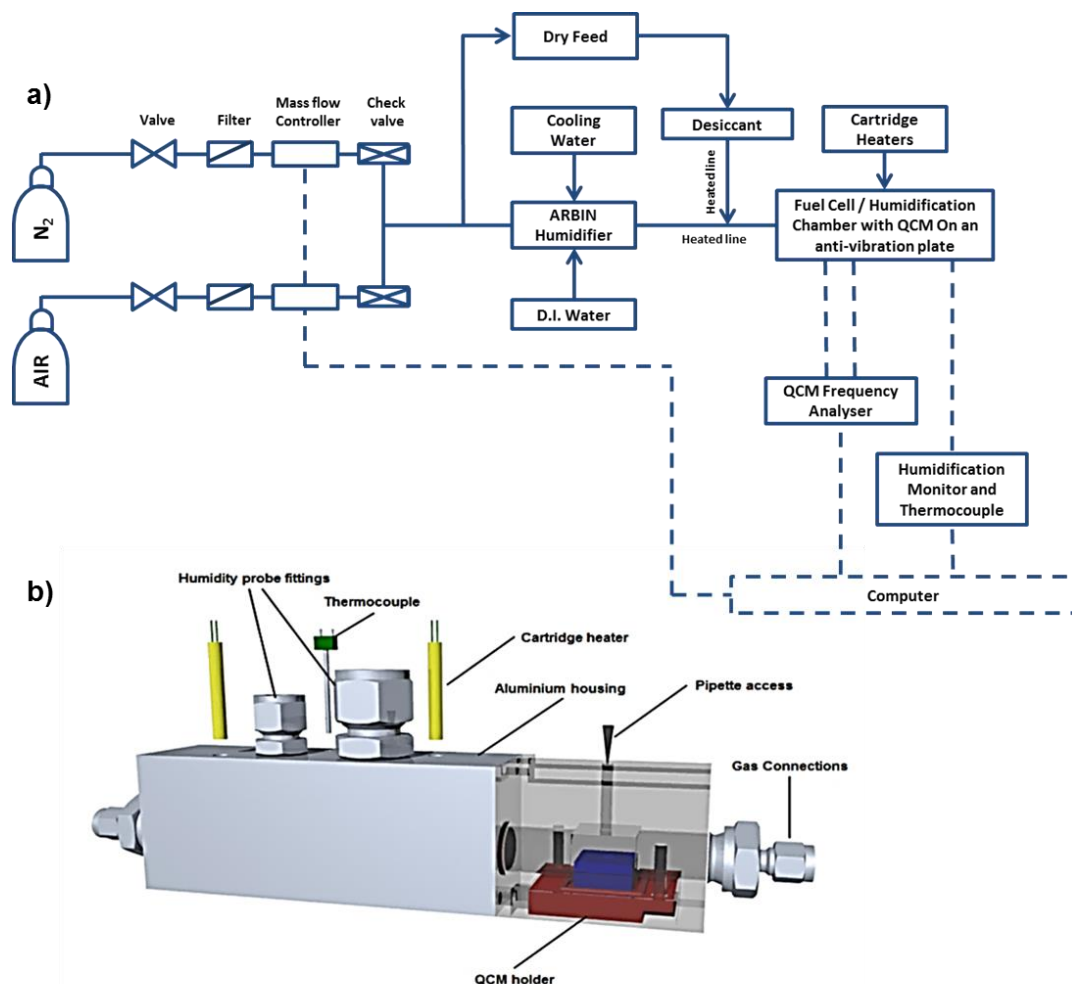 a)
Dry Feed
Valve
Filter
Mass flow
Controller
Check
valve
N2
Cooling
Water
Desiccant
Cartridge
Heaters
Heated line
ARBIN
Humidifier
Heated line
Fuel Cell / Humidification
Chamber with QCM On an
anti-vibration plate
AIR
D.I. Water
QCM Frequency
Analyser
Humidification
Monitor and
Thermocouple
Computer
b)
Humidity probe fittings
Thermocouple
Cartridge heater
Aluminium housing
Pipette access
Gas Connections
QCM holder